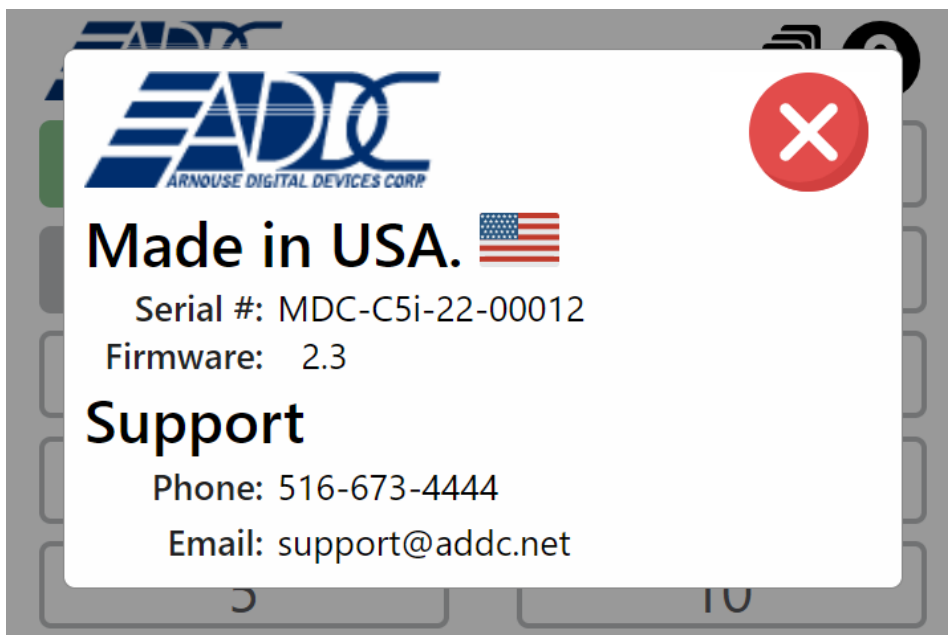 ADDC
ARNOUSE DIGITAL DEVICES CORP.
Made in USA.
Serial #: MDC-C5i-22-00012
Firmware: 2.3
Support
Phone: 516-673-4444
Email: support@addc.net
5 10